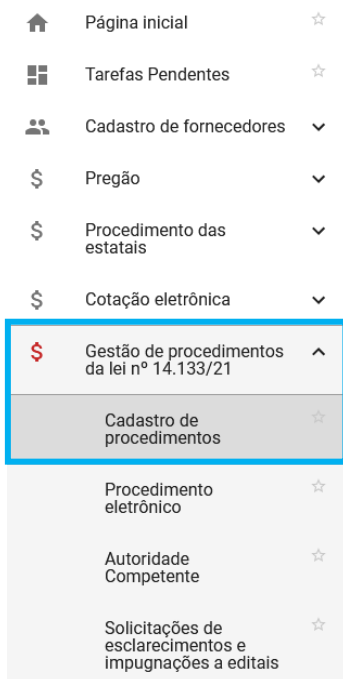 Página inicial
Tarefas Pendentes
Cadastro de fornecedores
$ Pregão
$ Procedimento das
estatais
$ Cotação eletrônica
$ Gestão de procedimentos
da lei nº 14.133/21
Cadastro de
procedimentos
Procedimento
eletrônico
Autoridade
Competente
Solicitações de
esclarecimentos e
impugnações a editais